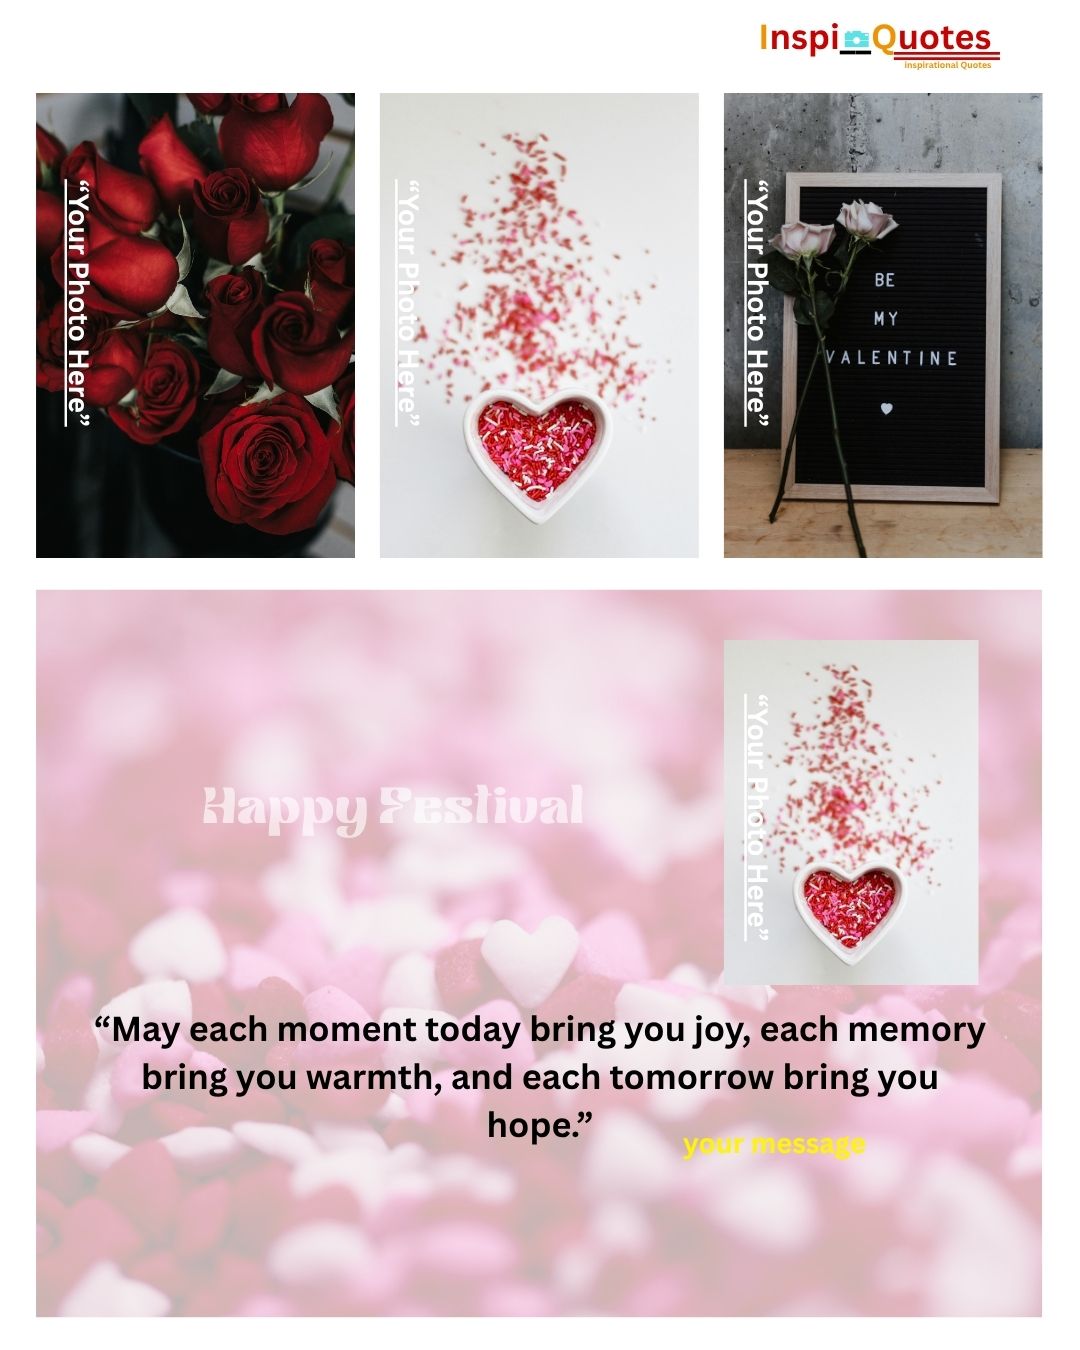 InspiQuotes
inspirational Quotes
“Your Photo Here”
“Your Photo Here”
“Your Photo Here”
BE
MY
VALENTINE
Happy Festival
“Your Photo Here”
“May each moment today bring you joy, each memory
bring you warmth, and each tomorrow bring you
hope.”
your message